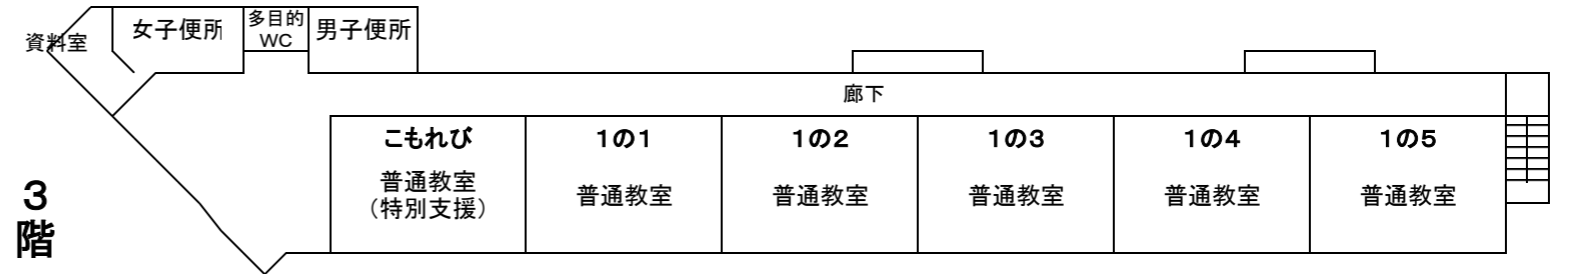 資料室
女子便所
多目的
WC
男子便所
廊下
こもれび
普通教室
（特別支援）
1の1
普通教室
1の2
普通教室
1の3
普通教室
1の4
普通教室
1の5
普通教室
3
階